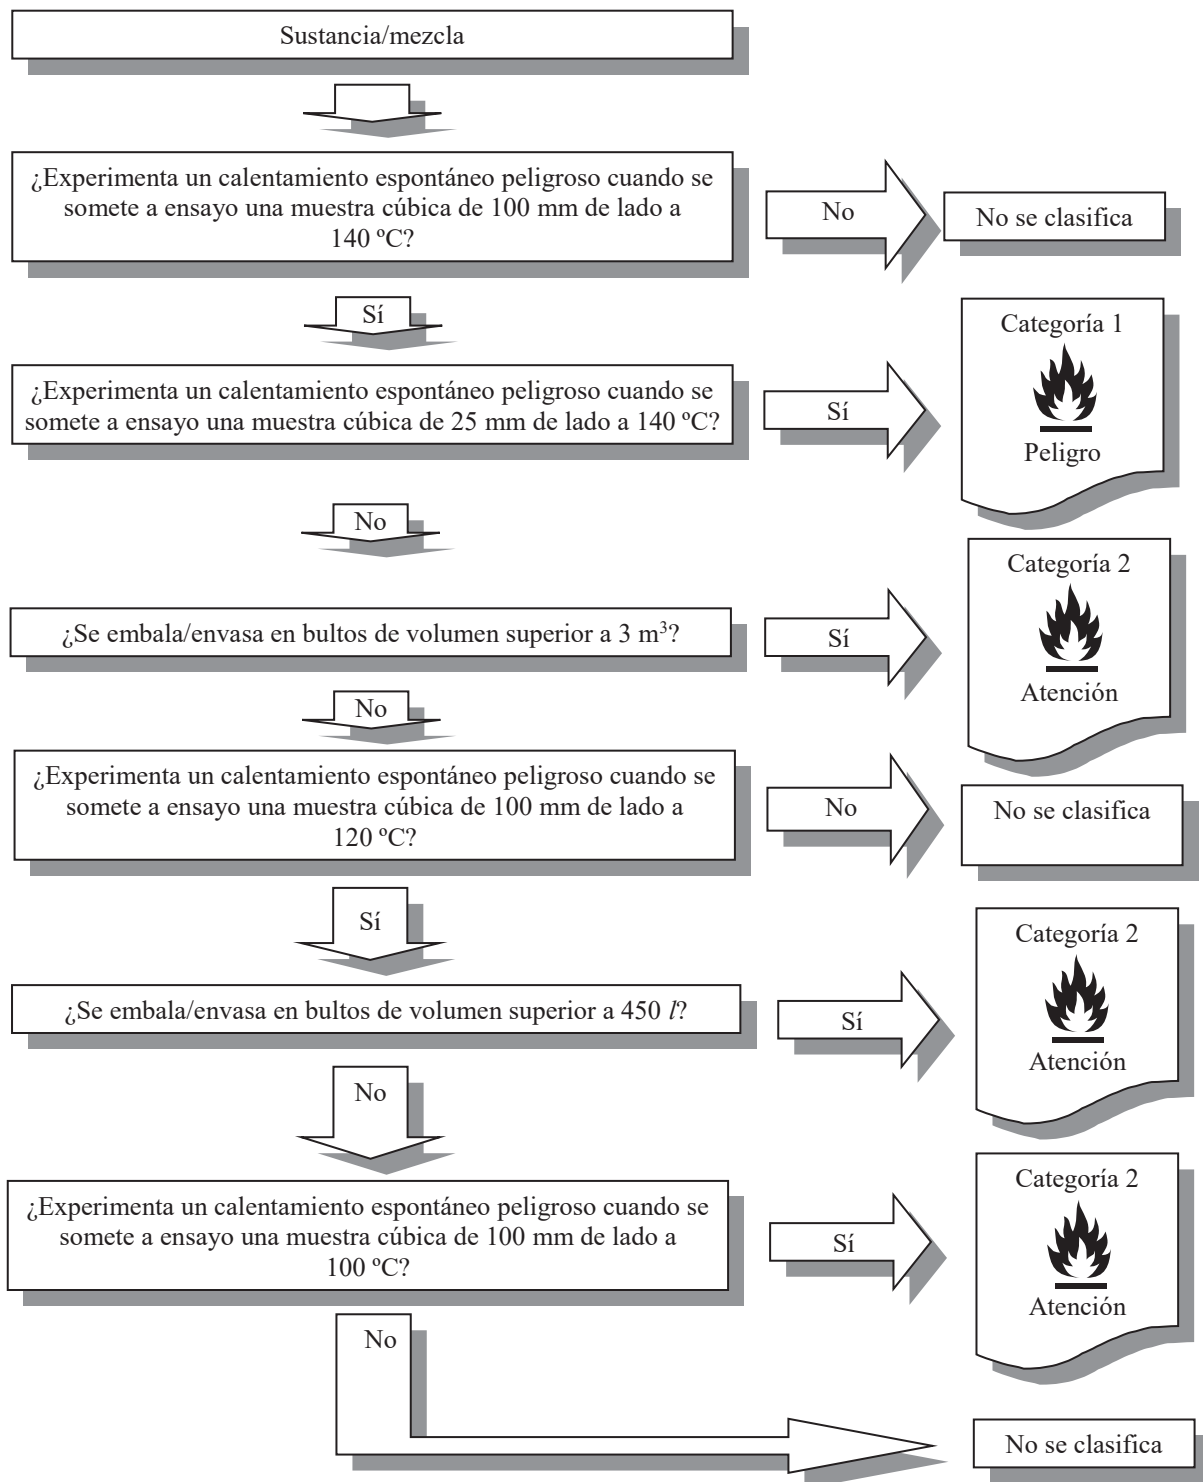 Sustancia/mezcla
¿Experimenta un calentamiento espontáneo peligroso cuando se
somete a ensayo una muestra cúbica de 100 mm de lado a
140 ºC?
No
No se clasifica
Sí
Categoría 1
Peligro
¿Experimenta un calentamiento espontáneo peligroso cuando se
somete a ensayo una muestra cúbica de 25 mm de lado a 140 ºC?
Sí
No
Categoría 2
Atención
¿Se embala/envasa en bultos de volumen superior a 3 m³?
Sí
No
¿Experimenta un calentamiento espontáneo peligroso cuando se
somete a ensayo una muestra cúbica de 100 mm de lado a
120 ºC?
No
No se clasifica
Sí
Categoría 2
Atención
¿Se embala/envasa en bultos de volumen superior a 450 l?
Sí
No
Categoría 2
Atención
¿Experimenta un calentamiento espontáneo peligroso cuando se
somete a ensayo una muestra cúbica de 100 mm de lado a
100 ºC?
Sí
No
No se clasifica